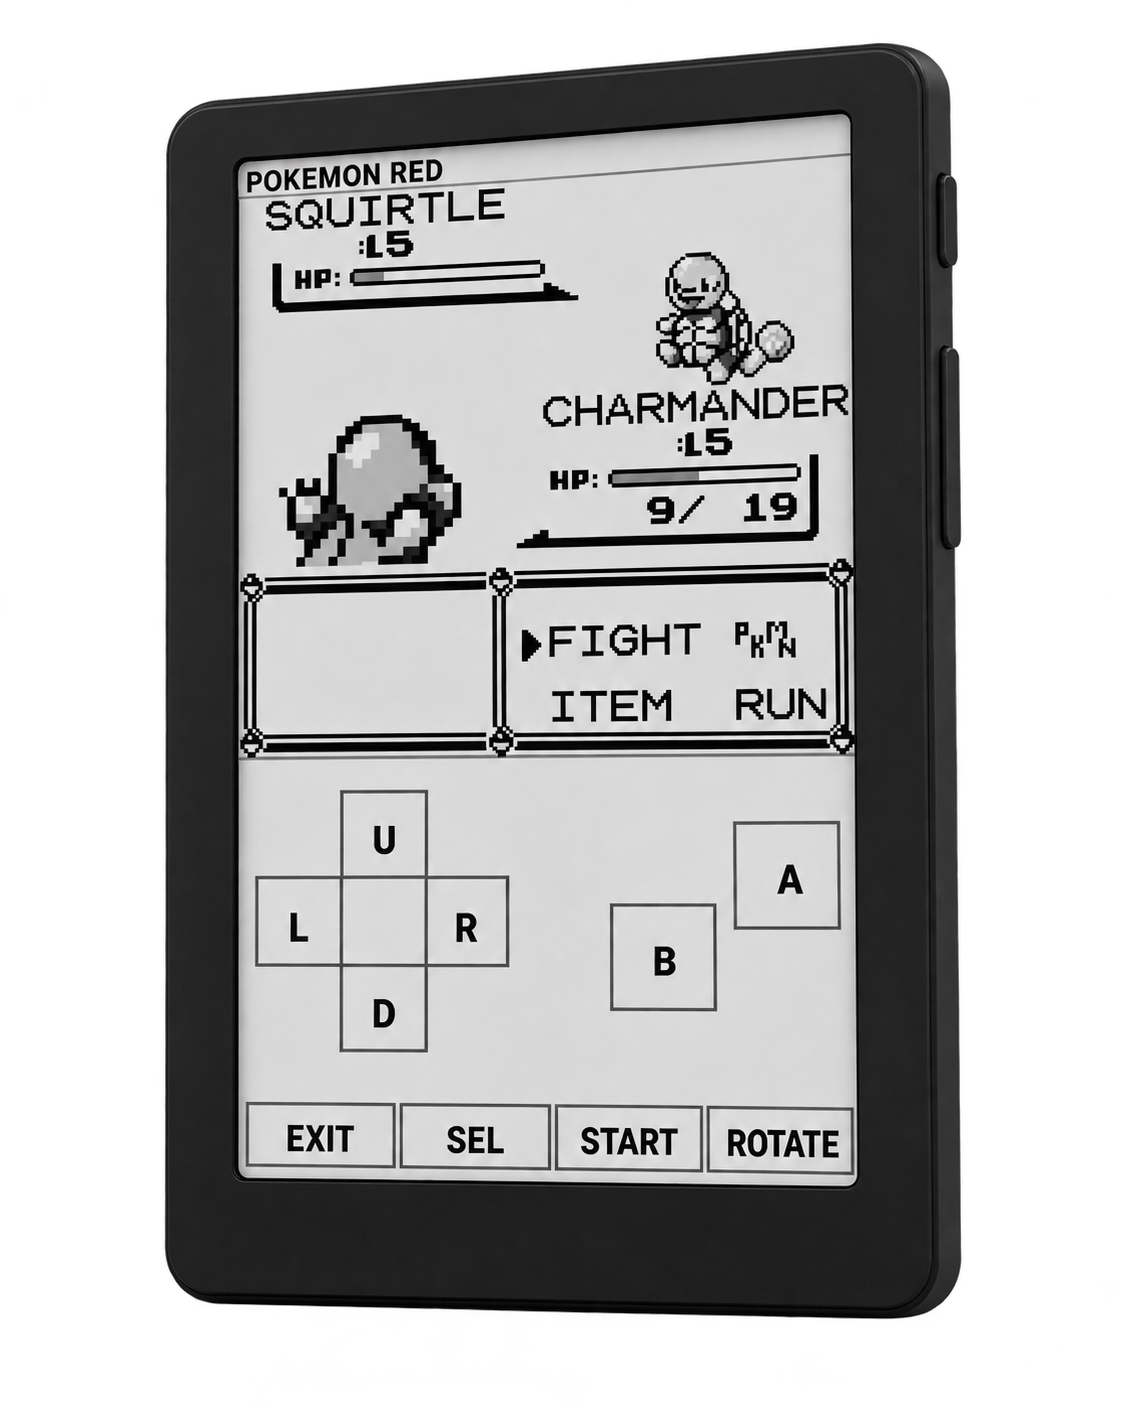 POKEMON RED
SQUIRTLE
:L5
HP:
CHARMANDER
:L5
HP:
9/ 19
▶FIGHT PKMN
ITEM RUN
U
L R
D
A
B
EXIT SEL START ROTATE